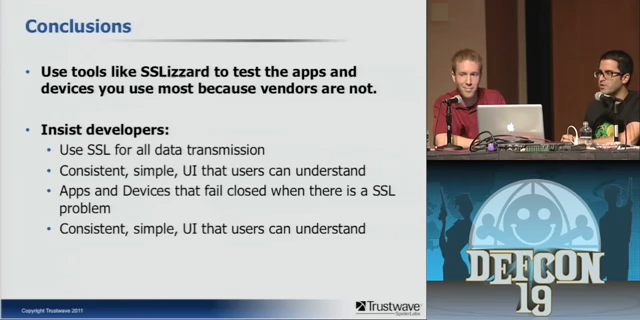 Conclusions
• Use tools like SSLizzard to test the apps and
devices you use most because vendors are not.
• Insist developers:
• Use SSL for all data transmission
• Consistent, simple, UI that users can understand
• Apps and Devices that fail closed when there is a SSL
problem
• Consistent, simple, UI that users can understand
Copyright Trustwave 2011
Trustwave
SpiderLabs
DEFCON
19